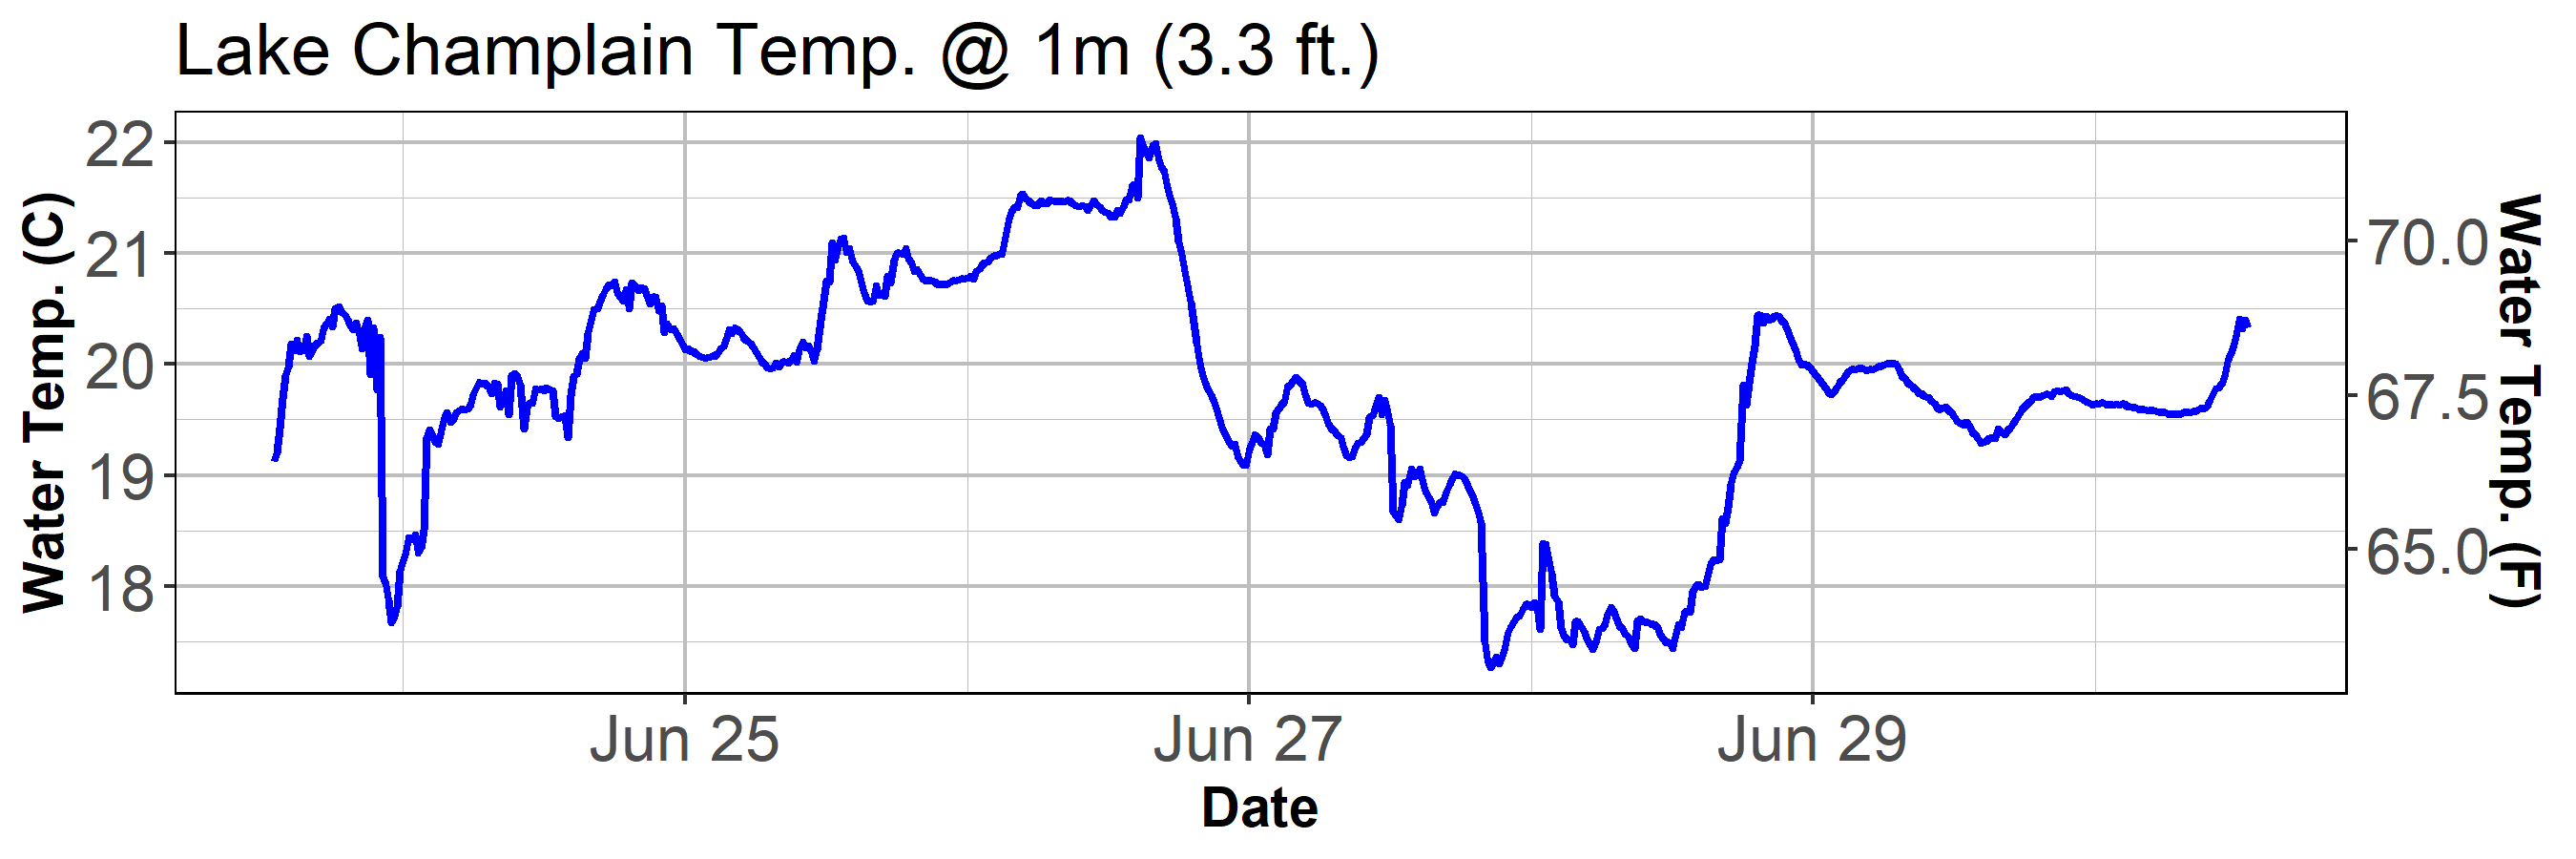 Lake Champlain Temp. @ 1m (3.3 ft.)
Water Temp. (C)
22
21
20
19
18
70.0
67.5
65.0
Water Temp. (F)
Jun 25
Jun 27
Jun 29
Date